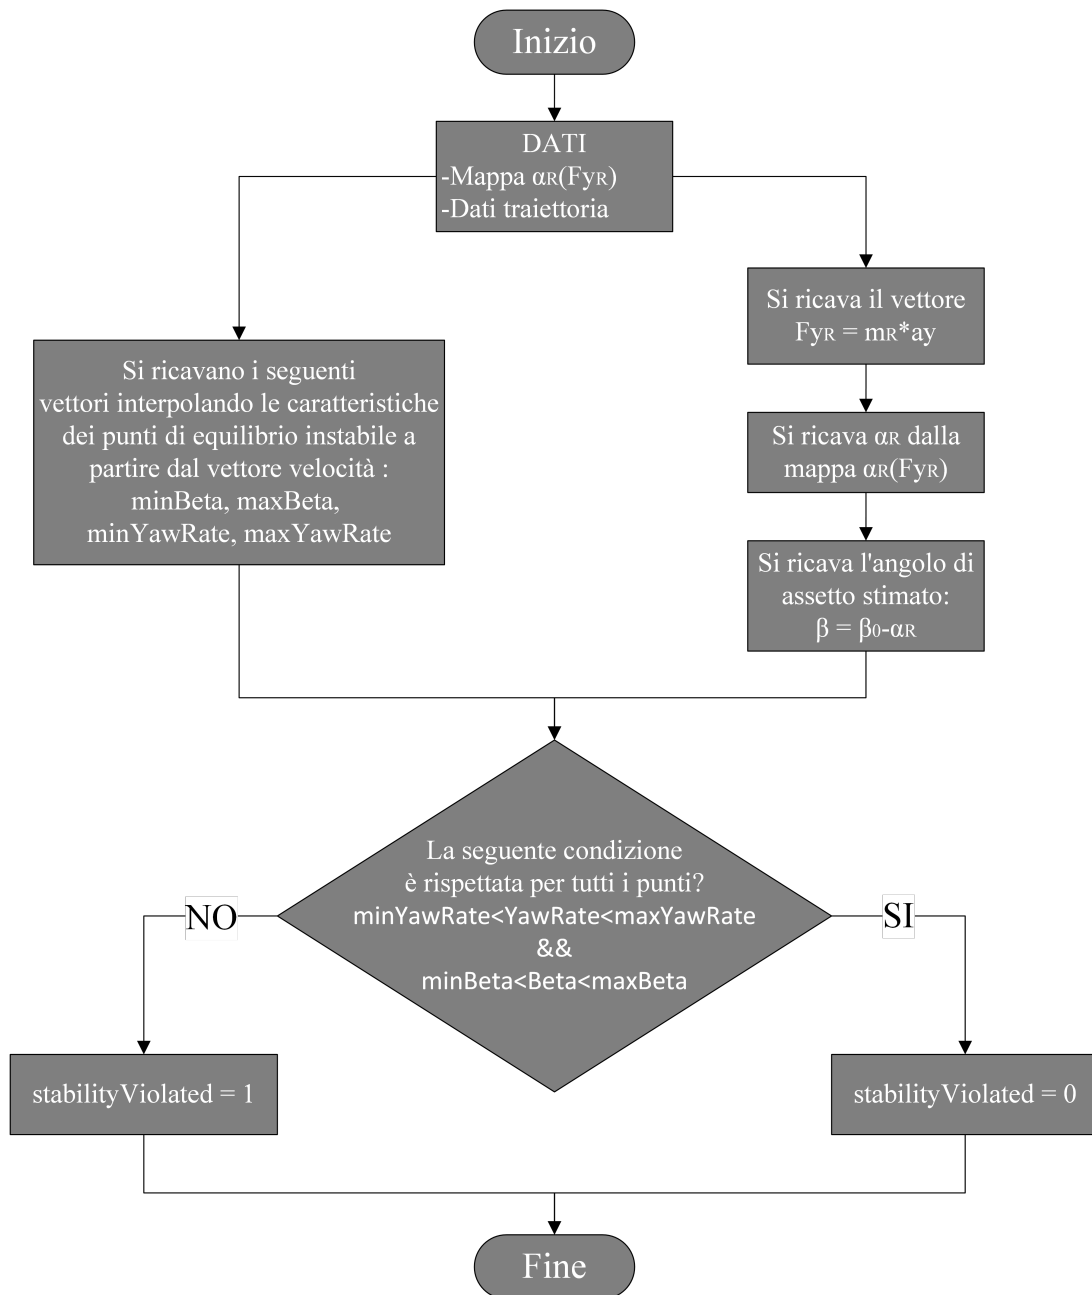 Inizio
DATI
-Mappa αR(FyR)
-Dati traiettoria
Si ricava il vettore
FyR = mR*ay
Si ricavano i seguenti
vettori interpolando le caratteristiche
dei punti di equilibrio instabile a
partire dal vettore velocità :
minBeta, maxBeta,
minYawRate, maxYawRate
Si ricava αR dalla
mappa αR(FyR)
Si ricava l'angolo di
assetto stimato:
β = β0-αR
La seguente condizione
è rispettata per tutti i punti?
minYawRate<YawRate<maxYawRate
&&
minBeta<Beta<maxBeta
NO
SI
stabilityViolated = 1
stabilityViolated = 0
Fine